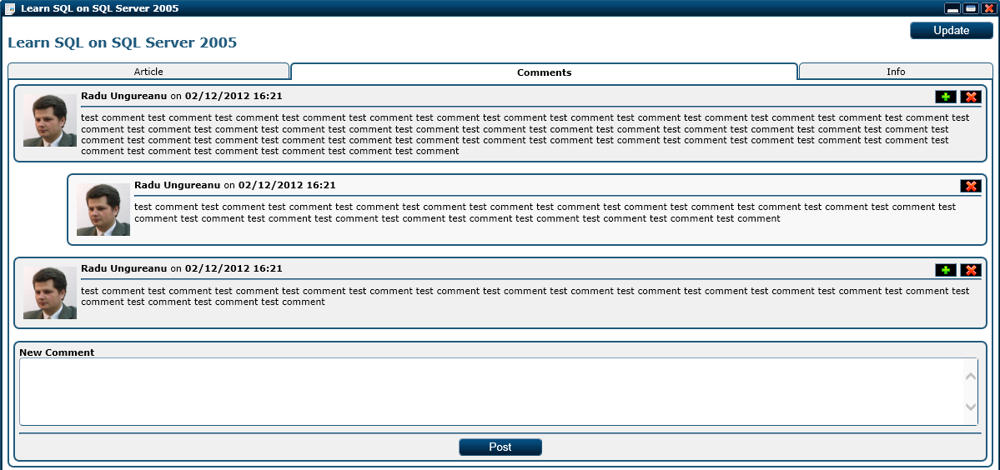 Learn SQL on SQL Server 2005
Update
Learn SQL on SQL Server 2005
Article
Comments
Info
Radu Ungureanu on 02/12/2012 16:21
test comment test comment test comment test comment test comment test comment test comment test comment test comment test comment test comment test comment test comment test
comment test comment test comment test comment test comment test comment test comment test comment test comment test comment test comment test comment test comment test
comment test comment test comment test comment test comment test comment test comment test comment test comment test comment test comment test comment test comment test
comment test comment test comment test comment test comment test comment
Radu Ungureanu on 02/12/2012 16:21
test comment test comment test comment test comment test comment test comment test comment test comment test comment test comment test comment test comment test
comment test comment test comment test comment test comment test comment test comment test comment test comment test comment
Radu Ungureanu on 02/12/2012 16:21
test comment test comment test comment test comment test comment test comment test comment test comment test comment test comment test comment test comment test comment test
comment test comment test comment test comment
New Comment
Post